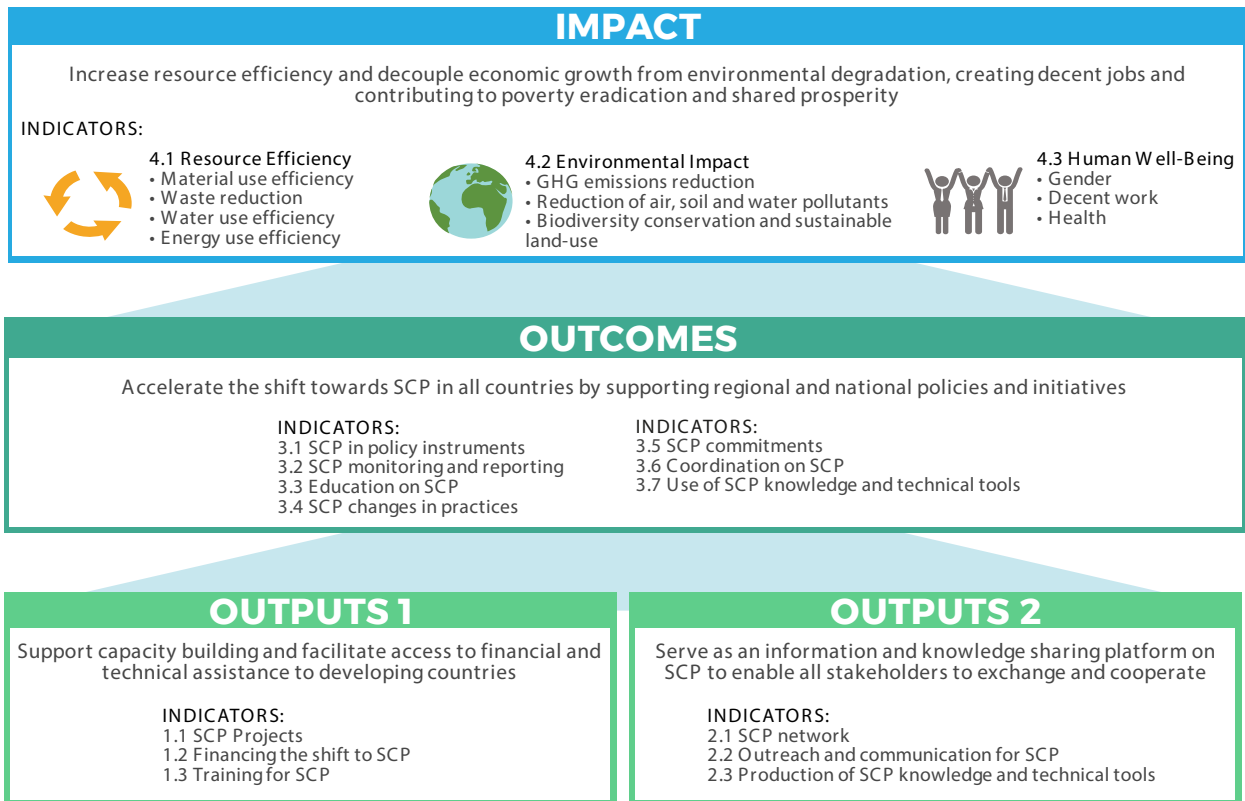 IMPACT
Increase resource efficiency and decouple economic growth from environmental degradation, creating decent jobs and
contributing to poverty eradication and shared prosperity
INDICATORS:
4.1 Resource Efficiency
• Material use efficiency
• Waste reduction
• Water use efficiency
• Energy use efficiency
4.2 Environmental Impact
• GHG emissions reduction
• Reduction of air, soil and water pollutants
• Biodiversity conservation and sustainable
land-use
4.3 Human Well-Being
• Gender
• Decent work
• Health
OUTCOMES
Accelerate the shift towards SCP in all countries by supporting regional and national policies and initiatives
INDICATORS:
3.1 SCP in policy instruments
3.2 SCP monitoring and reporting
3.3 Education on SCP
3.4 SCP changes in practices
INDICATORS:
3.5 SCP commitments
3.6 Coordination on SCP
3.7 Use of SCP knowledge and technical tools
OUTPUTS 1
Support capacity building and facilitate access to financial and
technical assistance to developing countries
INDICATORS:
1.1 SCP Projects
1.2 Financing the shift to SCP
1.3 Training for SCP
OUTPUTS 2
Serve as an information and knowledge sharing platform on
SCP to enable all stakeholders to exchange and cooperate
INDICATORS:
2.1 SCP network
2.2 Outreach and communication for SCP
2.3 Production of SCP knowledge and technical tools